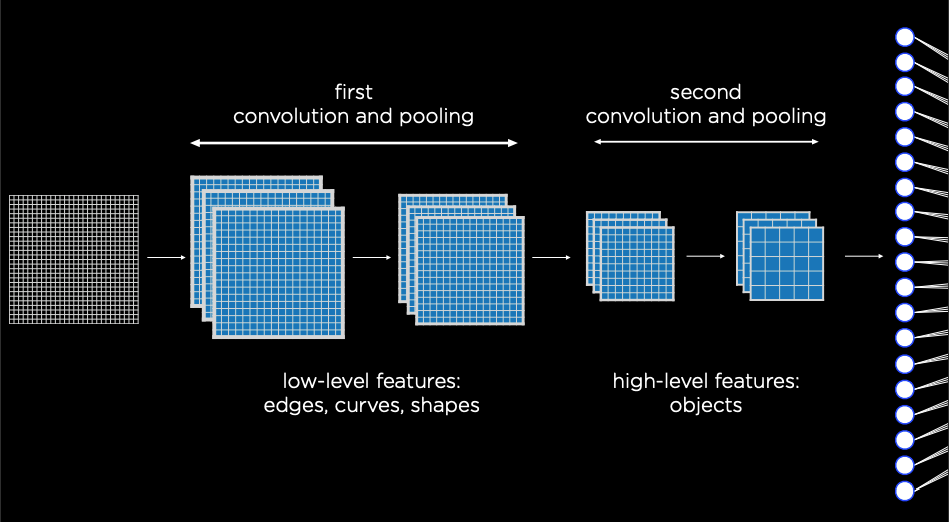 first
convolution and pooling
second
convolution and pooling
low-level features:
edges, curves, shapes
high-level features:
objects